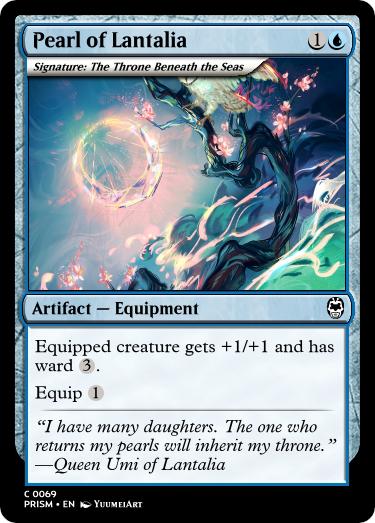 Pearl of Lantalia 1
Signature: The Throne Beneath the Seas
Artifact — Equipment
Equipped creature gets +1/+1 and has
ward 3.
Equip 1
“I have many daughters. The one who
returns my pearls will inherit my throne.”
—Queen Umi of Lantalia
C 0069
PRISM • EN YuumeiArt